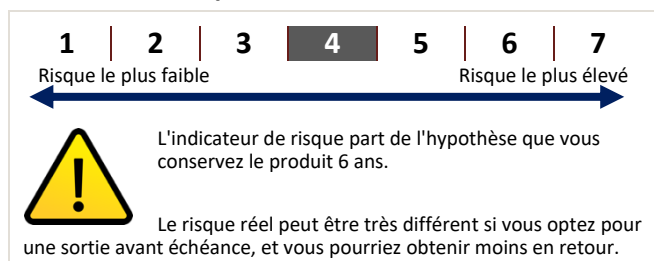 1 2 3 4 5 6 7
Risque le plus faible Risque le plus élevé
L'indicateur de risque part de l'hypothèse que vous
conservez le produit 6 ans.
Le risque réel peut être très différent si vous optez pour
une sortie avant échéance, et vous pourriez obtenir moins en retour.